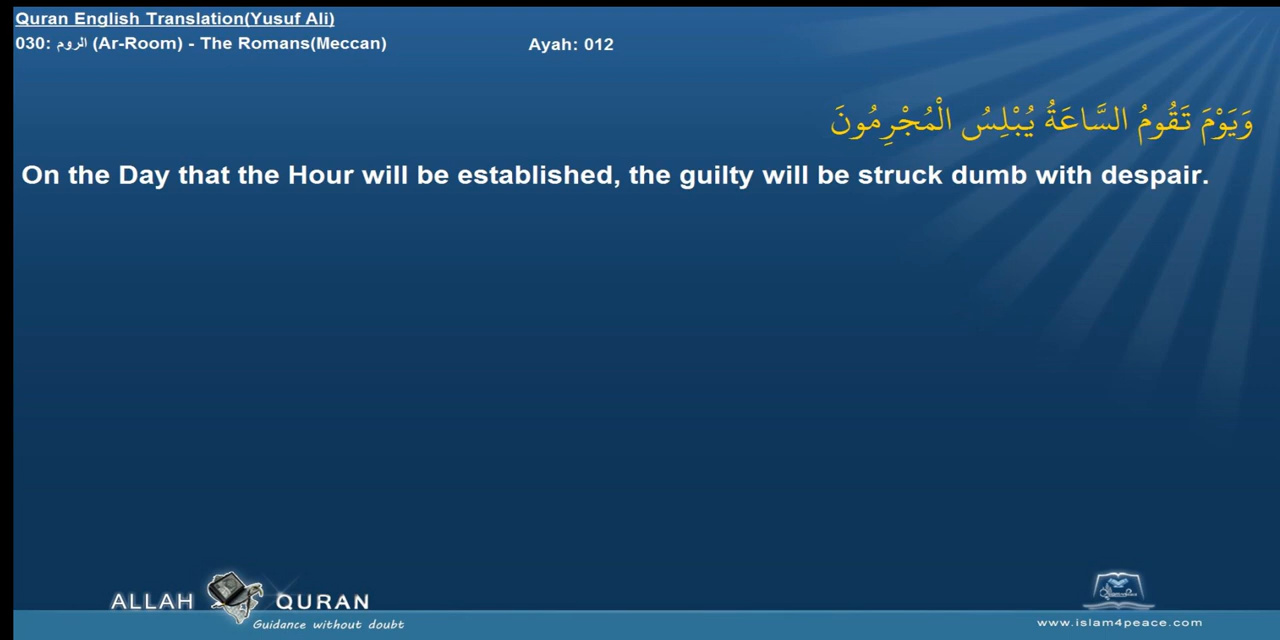 Quran English Translation(Yusuf Ali)
030: الروم (Ar-Room) - The Romans(Meccan) Ayah: 012
وَيَوْمَ تَقُومُ السَّاعَةُ يُبْلِسُ الْمُجْرِمُونَ
On the Day that the Hour will be established, the guilty will be struck dumb with despair.
ALLAH QURAN
Guidance without doubt
www.islam4peace.com